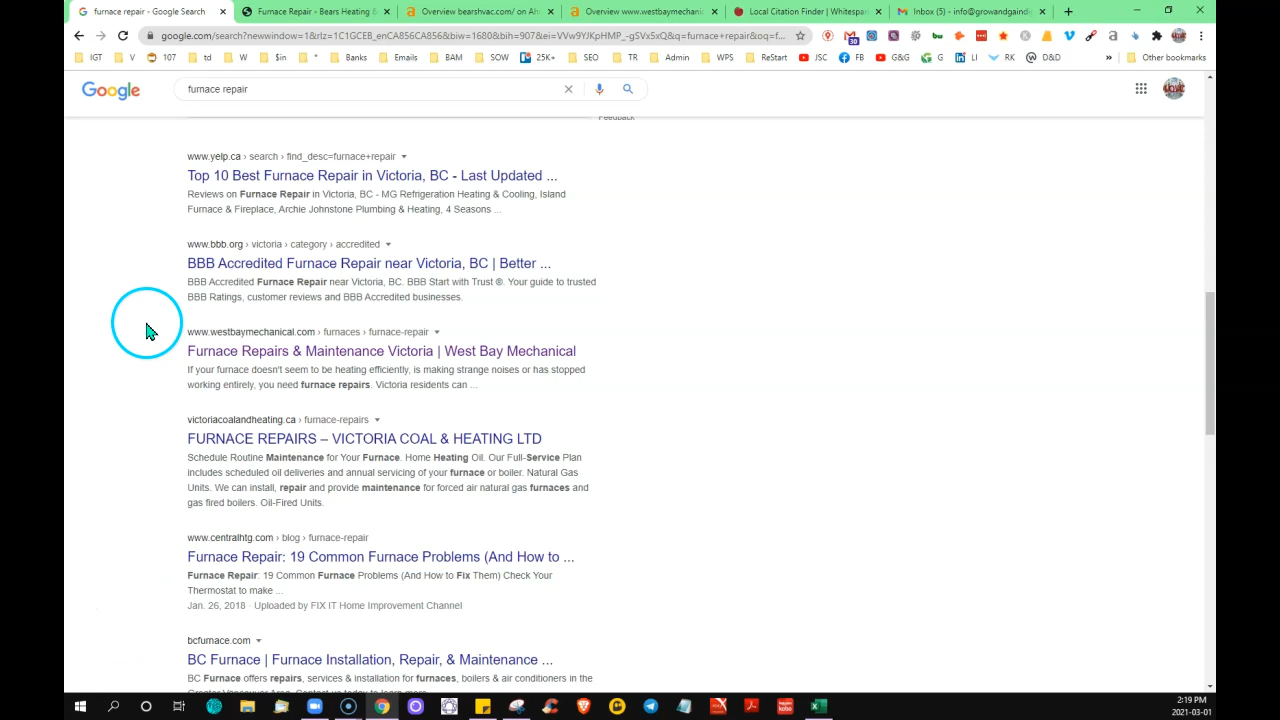 furnace repair - Google Search
Furnace Repair - Bears Heating &
Overview bearshvac.com/ on Ah
Overview www.westbaymechanic
Local Citation Finder | Whitespark
Inbox - info@growandgaindig
google.com/search?newwindow=1&rlz=1C1GCEB_enCA856CA856&biw=1680&bih=907&ei=VVw9YJKpHMP_-gSVx5xQ&q=furnace+repair&oq=f...
30
IGT V 107 td W $in * Banks Emails BAM SOW 25K+ SEO TR Admin WPS ReStart JSC FB G&G G LI RK D&D » Other bookmarks
Google furnace repair
Feedback
www.yelp.ca › search › find_desc=furnace+repair
Top 10 Best Furnace Repair in Victoria, BC - Last Updated ...
Reviews on Furnace Repair in Victoria, BC - MG Refrigeration Heating & Cooling, Island
Furnace & Fireplace, Archie Johnstone Plumbing & Heating, 4 Seasons ...
www.bbb.org › victoria › category › accredited
BBB Accredited Furnace Repair near Victoria, BC | Better ...
BBB Accredited Furnace Repair near Victoria, BC. BBB Start with Trust ®. Your guide to trusted
BBB Ratings, customer reviews and BBB Accredited businesses.
www.westbaymechanical.com › furnaces › furnace-repair
Furnace Repairs & Maintenance Victoria | West Bay Mechanical
If your furnace doesn't seem to be heating efficiently, is making strange noises or has stopped
working entirely, you need furnace repairs. Victoria residents can ...
victoriacoalandheating.ca › furnace-repairs
FURNACE REPAIRS – VICTORIA COAL & HEATING LTD
Schedule Routine Maintenance for Your Furnace. Home Heating Oil. Our Full-Service Plan
includes scheduled oil deliveries and annual servicing of your furnace or boiler. Natural Gas
Units. We can install, repair and provide maintenance for forced air natural gas furnaces and
gas fired boilers. Oil-Fired Units.
www.centralhtg.com › blog › furnace-repair
Furnace Repair: 19 Common Furnace Problems (And How to ...
Furnace Repair: 19 Common Furnace Problems (And How to Fix Them) Check Your
Thermostat to make ...
Jan. 26, 2018 · Uploaded by FIX IT Home Improvement Channel
bcfurnace.com
BC Furnace | Furnace Installation, Repair, & Maintenance ...
BC Furnace offers repairs, services & installation for furnaces, boilers & air conditioners in the
Greater Vancouver Area. Contact us today to learn more.
2:19 PM
2021-03-01